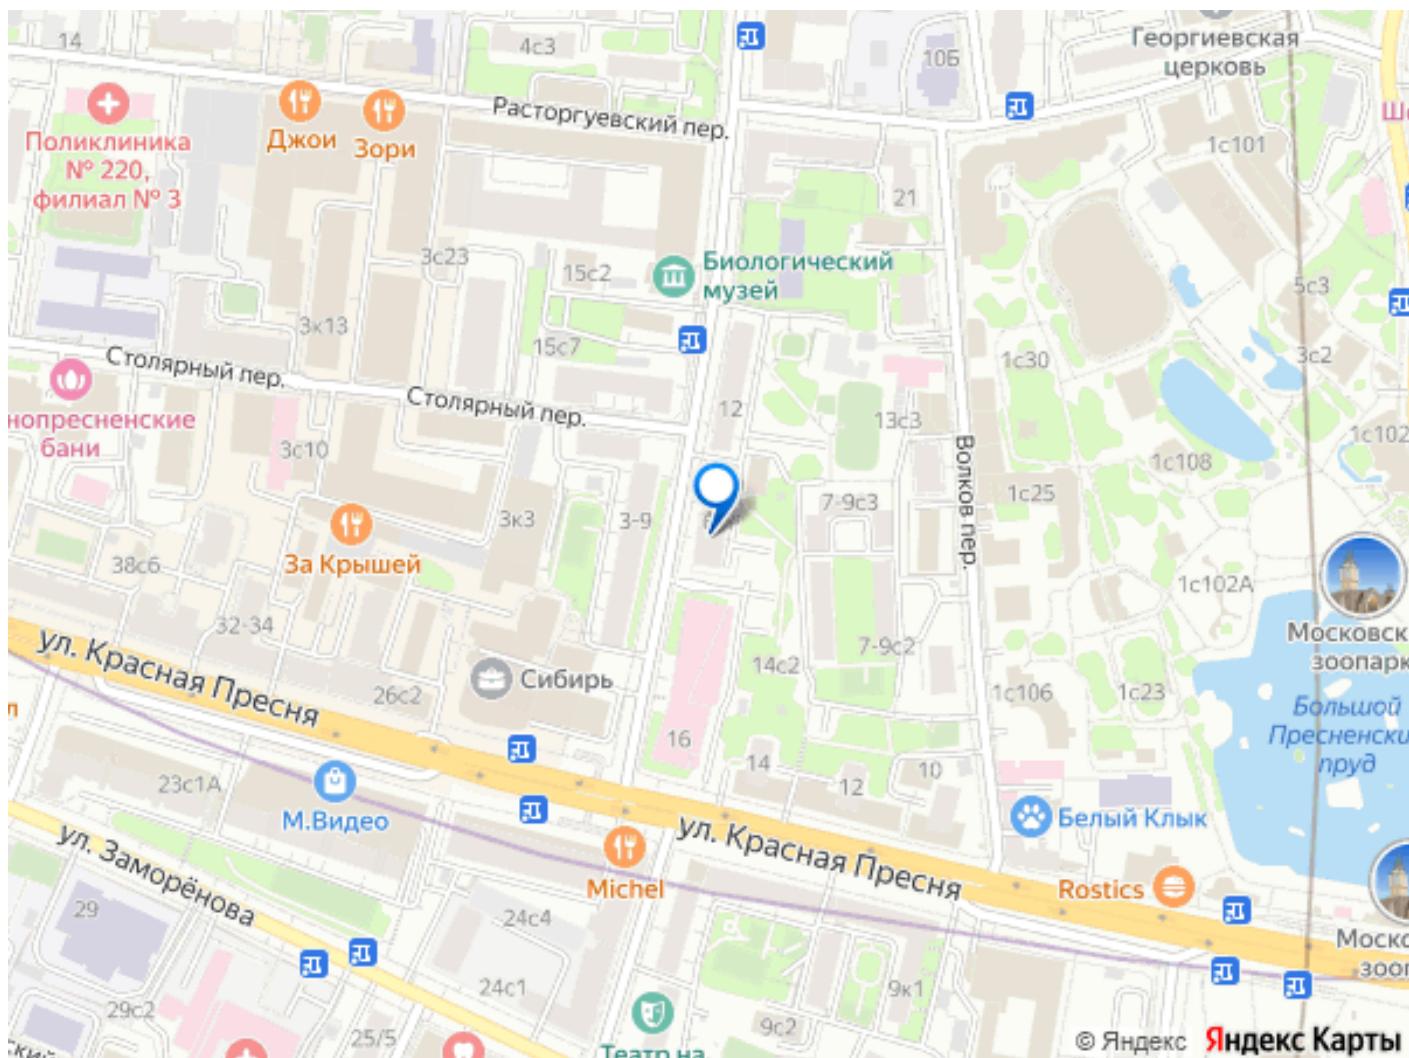 14
4с3
10Б
Георгиевская
церковь
Расторгуевский пер.
Джои
Зори
Поликлиника
№ 220,
филиал № 3
1с101
21
3с23
15с2
Биологический
музей
5с3
3к13
15с7
3с2
1с30
Столярный пер.
Столярный пер.
12
13с3
нопресненские
бани
3с10
1с102
1с108
Волков пер.
1с25
7-9с3
3к3
3-9
За Крышей
38с6
1с102А
32-34
ул. Красная Пресня
Московск
зоопарк
7-9с2
14с2
Сибирь
26с2
1с106
1с23
Большой
Пресненски
пруд
16
14
12
10
23с1А
М.Видео
ул. Красная Пресня
Белый Клык
ул. Заморёнова
Michel
Rostics
29
24с4
Моск
зоо
24с1
9к1
29с2
25/5
9с2
Театр на
© Яндекс
Яндекс Карты